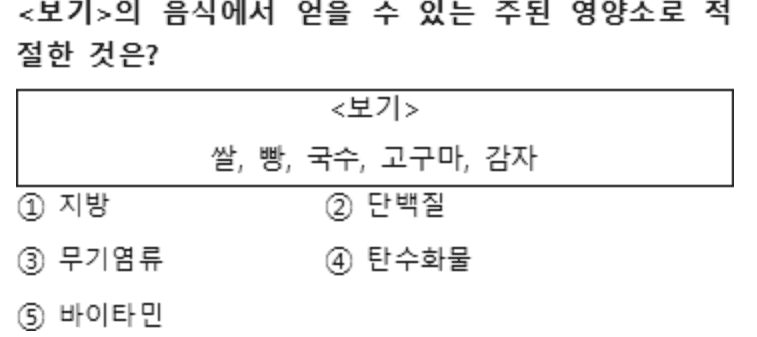 <보기>의 음식에서 얻을 수 있는 주된 영양소로 적
절한 것은?
<보기>
쌀, 빵, 국수, 고구마, 감자
① 지방 ② 단백질
③ 무기염류 ④ 탄수화물
⑤ 바이타민